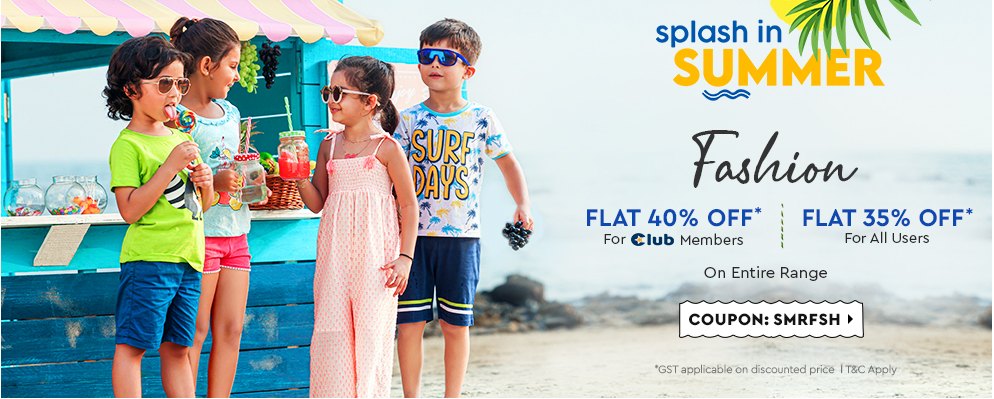 splash in
SUMMER
Fashion
FLAT 40% OFF*
For Club Members
FLAT 35% OFF*
For All Users
On Entire Range
COUPON: SMRFSH
*GST applicable on discounted price | T&C Apply
SURF
DAYS